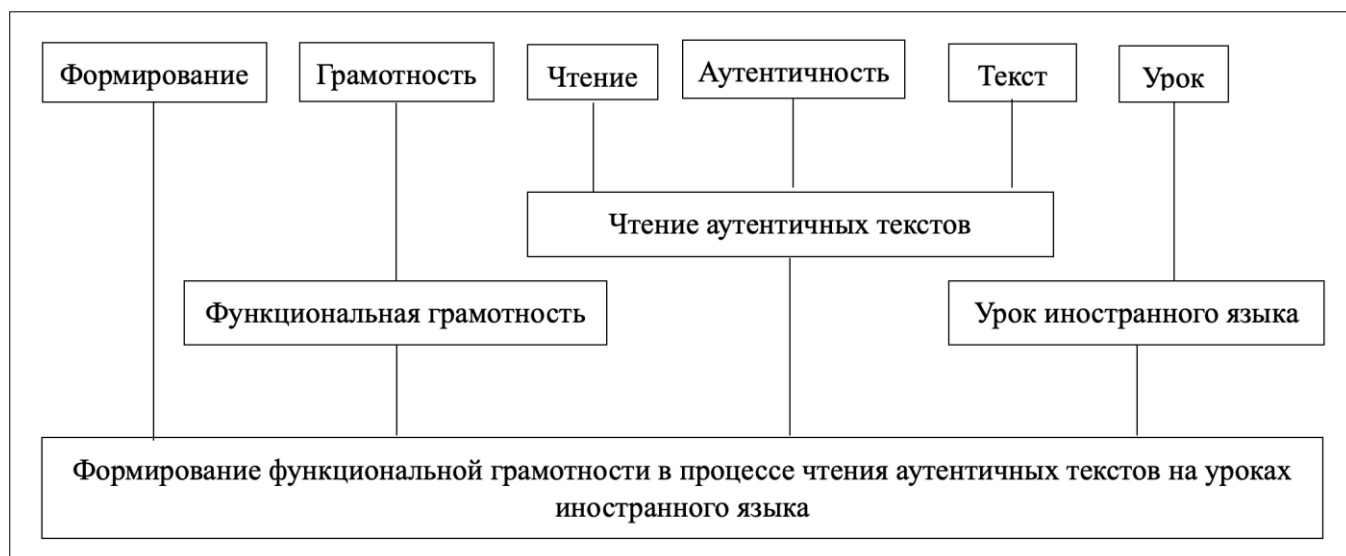 Формирование
Грамотность
Чтение
Аутентичность
Текст
Урок
Чтение аутентичных текстов
Функциональная грамотность
Урок иностранного языка
Формирование функциональной грамотности в процессе чтения аутентичных текстов на уроках
иностранного языка